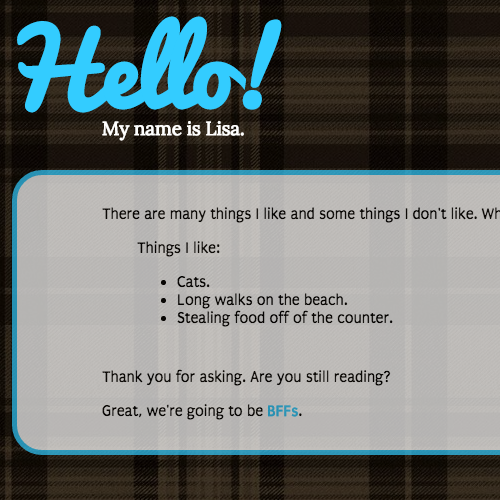 Hello!
My name is Lisa.
There are many things I like and some things I don't like. Wh
Things I like:
Cats.
Long walks on the beach.
Stealing food off of the counter.
Thank you for asking. Are you still reading?
Great, we're going to be BFFs.